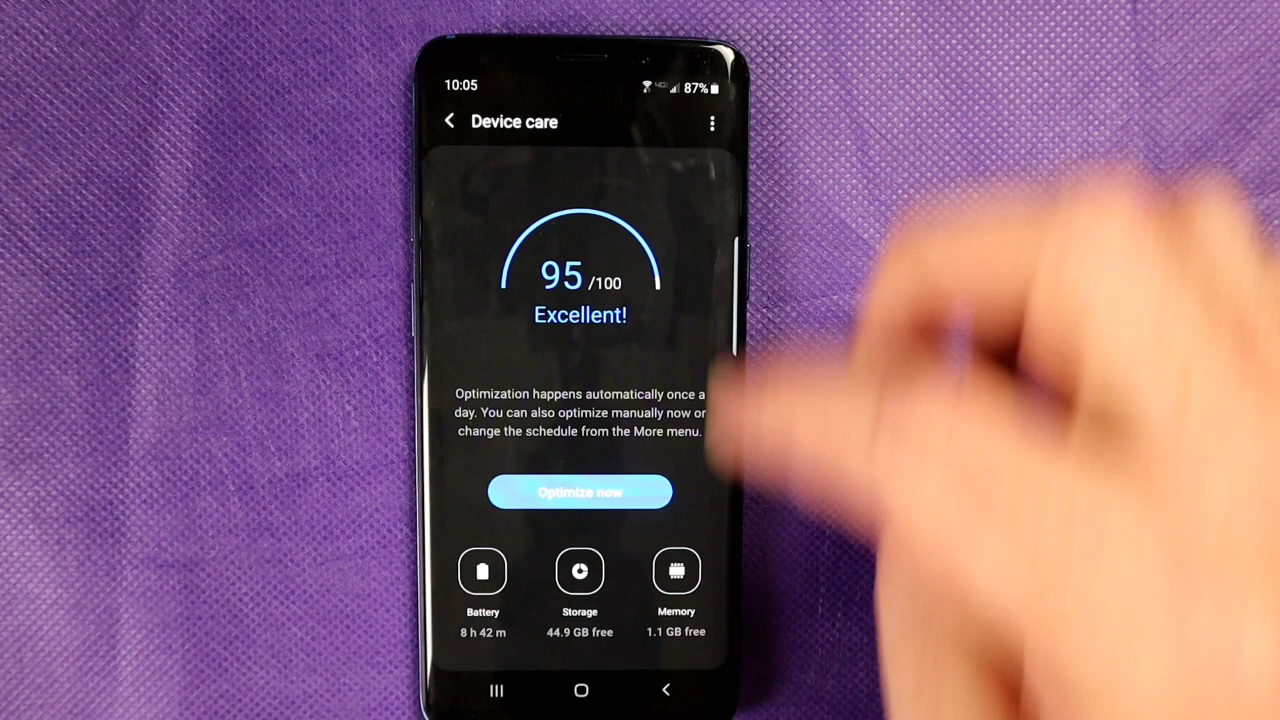 10:05
4G 87%
Device care
95 /100
Excellent!
Optimization happens automatically once a
day. You can also optimize manually now or
change the schedule from the More menu.
Optimize now
Battery
Storage
Memory
8 h 42 m
44.9 GB free
1.1 GB free